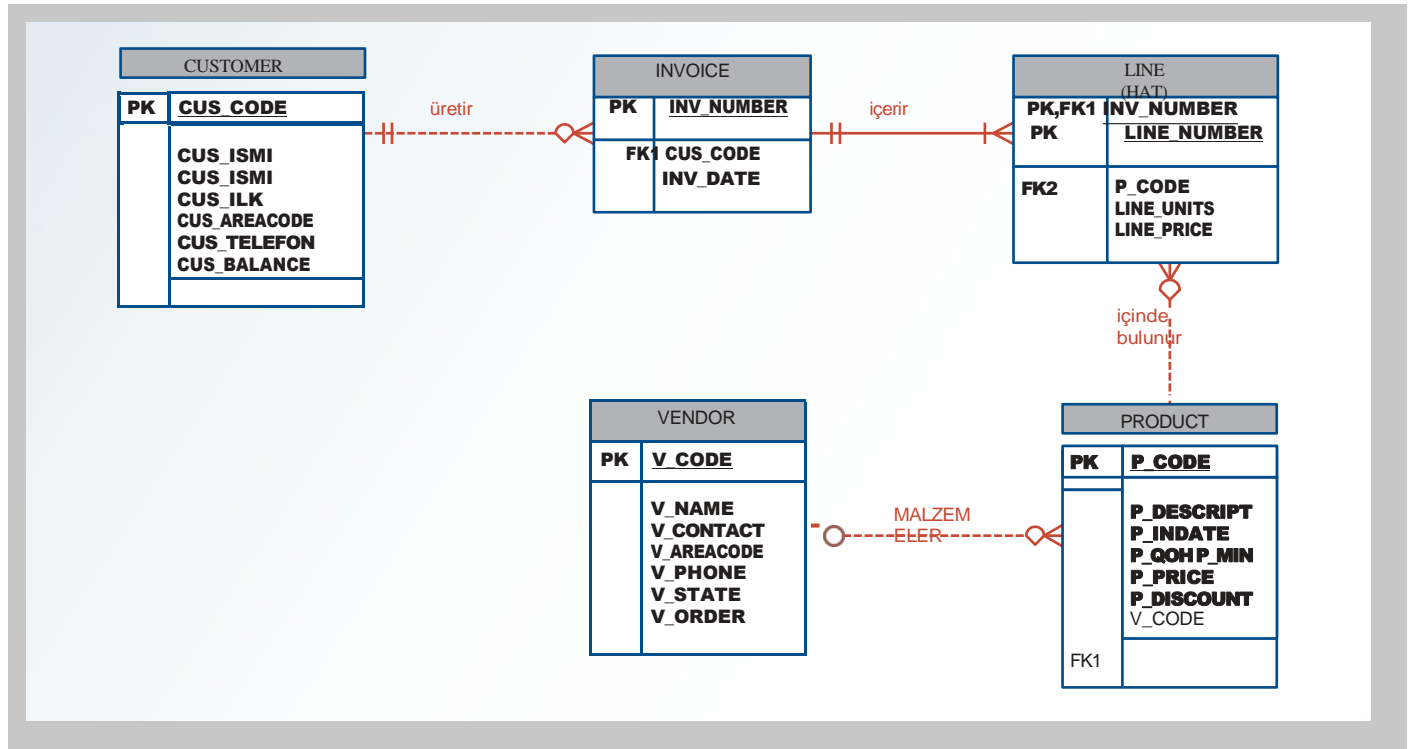 CUSTOMER
PK CUS_CODE
CUS_ISMI
CUS_ISMI
CUS_ILK
CUS_AREACODE
CUS_TELEFON
CUS_BALANCE
üretir
INVOICE
PK INV_NUMBER
FK1 CUS_CODE
INV_DATE
içerir
LINE
(HAT)
PK,FK1 INV_NUMBER
PK LINE_NUMBER
FK2 P_CODE
LINE_UNITS
LINE_PRICE
içinde
bulunur
VENDOR
PK V_CODE
V_NAME
V_CONTACT
V_AREACODE
V_PHONE
V_STATE
V_ORDER
MALZEM
ELER
PRODUCT
PK P_CODE
P_DESCRIPT
P_INDATE
P_QOH P_MIN
P_PRICE
P_DISCOUNT
V_CODE
FK1